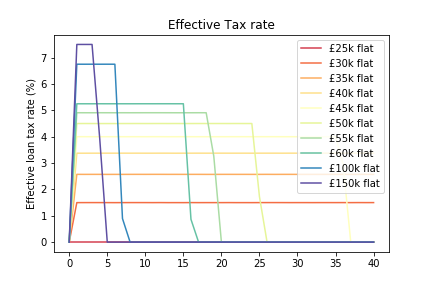 Effective Tax rate
Effective loan tax rate (%)
7
6
5
4
3
2
1
0
0 5 10 15 20 25 30 35 40
£25k flat
£30k flat
£35k flat
£40k flat
£45k flat
£50k flat
£55k flat
£60k flat
£100k flat
£150k flat